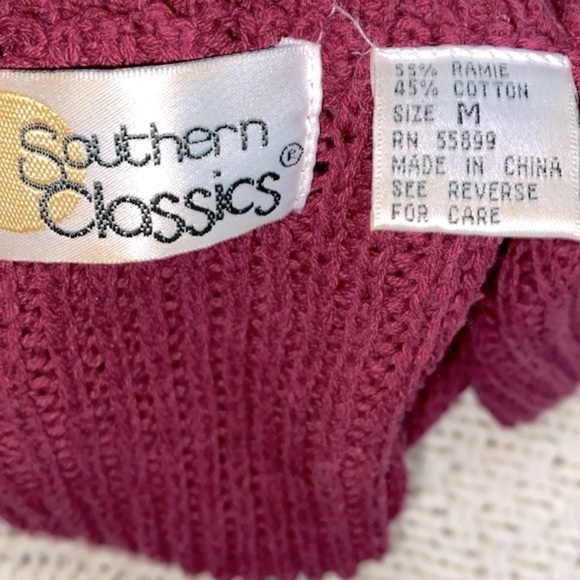 Southern
Classics®
55% RAMIE
45% COTTON
SIZE M
RN 55899
MADE IN CHINA
SEE REVERSE
FOR CARE